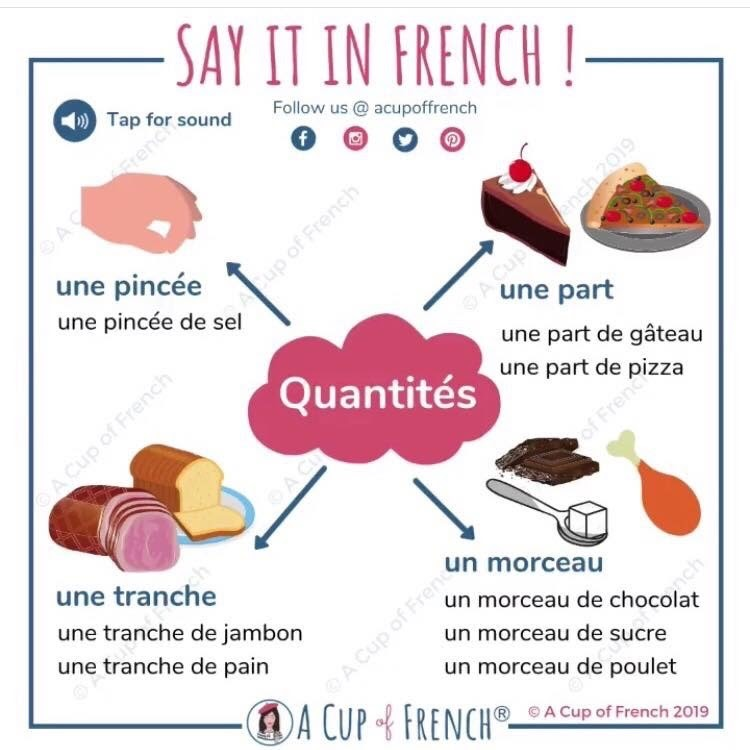 SAY IT IN FRENCH !
Tap for sound
Follow us @ acupoffrench
une pincée
une pincée de sel
une part
une part de gâteau
une part de pizza
Quantités
une tranche
une tranche de jambon
une tranche de pain
un morceau
un morceau de chocolat
un morceau de sucre
un morceau de poulet
A CUP of FRENCH®
© A Cup of French 2019